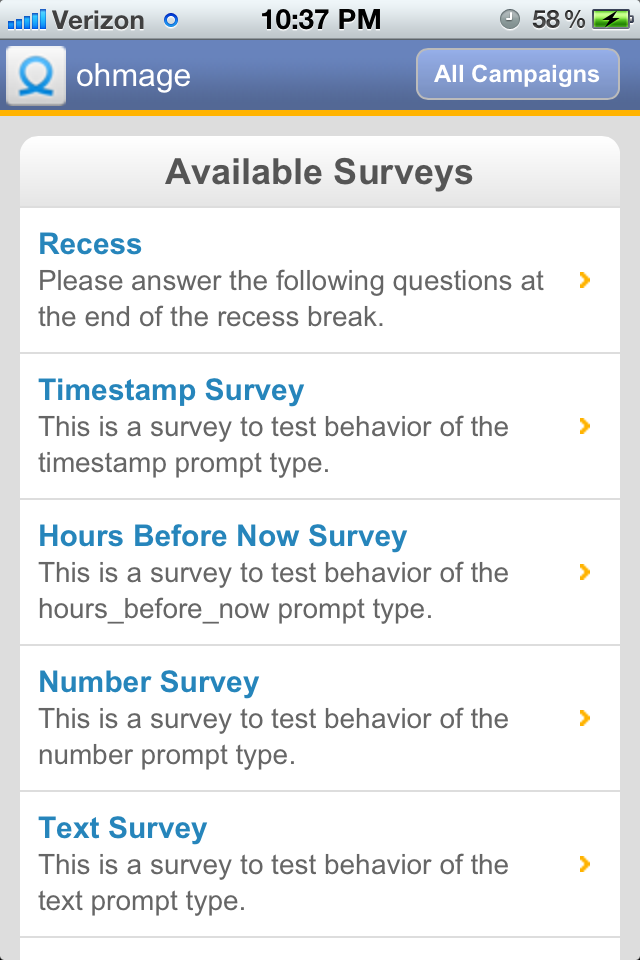 Verizon 10:37 PM 58%
ohmage All Campaigns
Available Surveys
Recess
Please answer the following questions at
the end of the recess break.
Timestamp Survey
This is a survey to test behavior of the
timestamp prompt type.
Hours Before Now Survey
This is a survey to test behavior of the
hours_before_now prompt type.
Number Survey
This is a survey to test behavior of the
number prompt type.
Text Survey
This is a survey to test behavior of the
text prompt type.